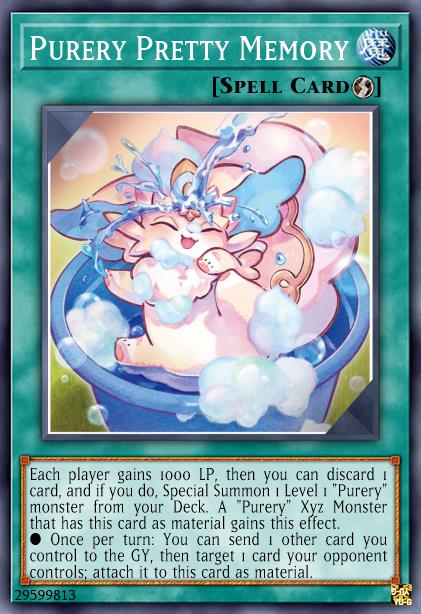 Purery Pretty Memory
[Spell Card]
Each player gains 1000 LP, then you can discard 1
card, and if you do, Special Summon 1 Level 1 "Purery"
monster from your Deck. A "Purery" Xyz Monster
that has this card as material gains this effect.
● Once per turn: You can send 1 other card you
control to the GY, then target 1 card your opponent
controls; attach it to this card as material.
29599813